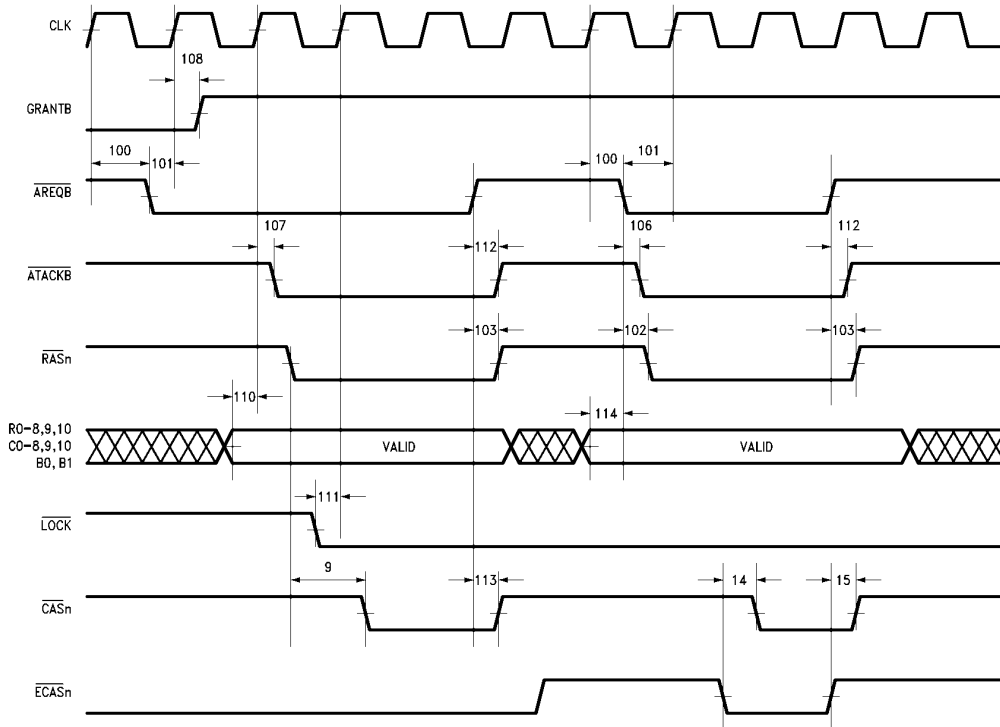 CLK
108
GRANTB
100 101 100 101
AREQB
107 106 112
ATACKB 112
103 102 103
RASn
110 114
R0-8,9,10
C0-8,9,10 VALID VALID
B0, B1
111
LOCK
9 113 14 15
CASn
ECASn